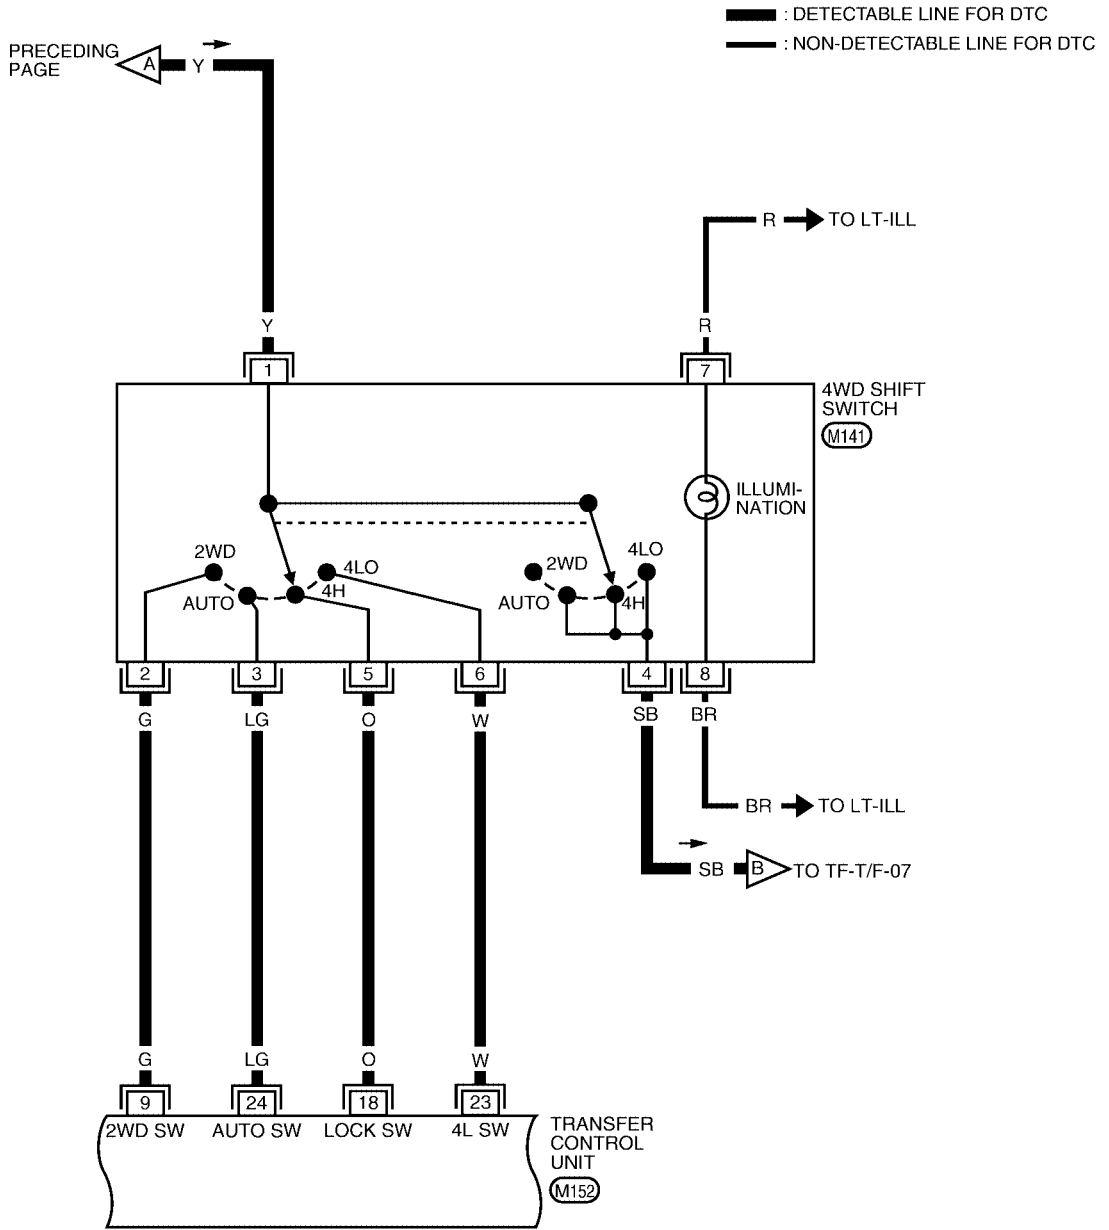 : DETECTABLE LINE FOR DTC
: NON-DETECTABLE LINE FOR DTC
PRECEDING
PAGE
A
Y
R
TO LT-ILL
Y
R
1
7
4WD SHIFT
SWITCH
M141
ILLUMI-
NATION
2WD
4LO
AUTO
4H
2WD
4LO
AUTO
4H
2
3
5
6
4
8
G
LG
O
W
SB
BR
BR
TO LT-ILL
SB
B
TO TF-T/F-07
G
LG
O
W
9
24
18
23
2WD SW
AUTO SW
LOCK SW
4L SW
TRANSFER
CONTROL
UNIT
M152